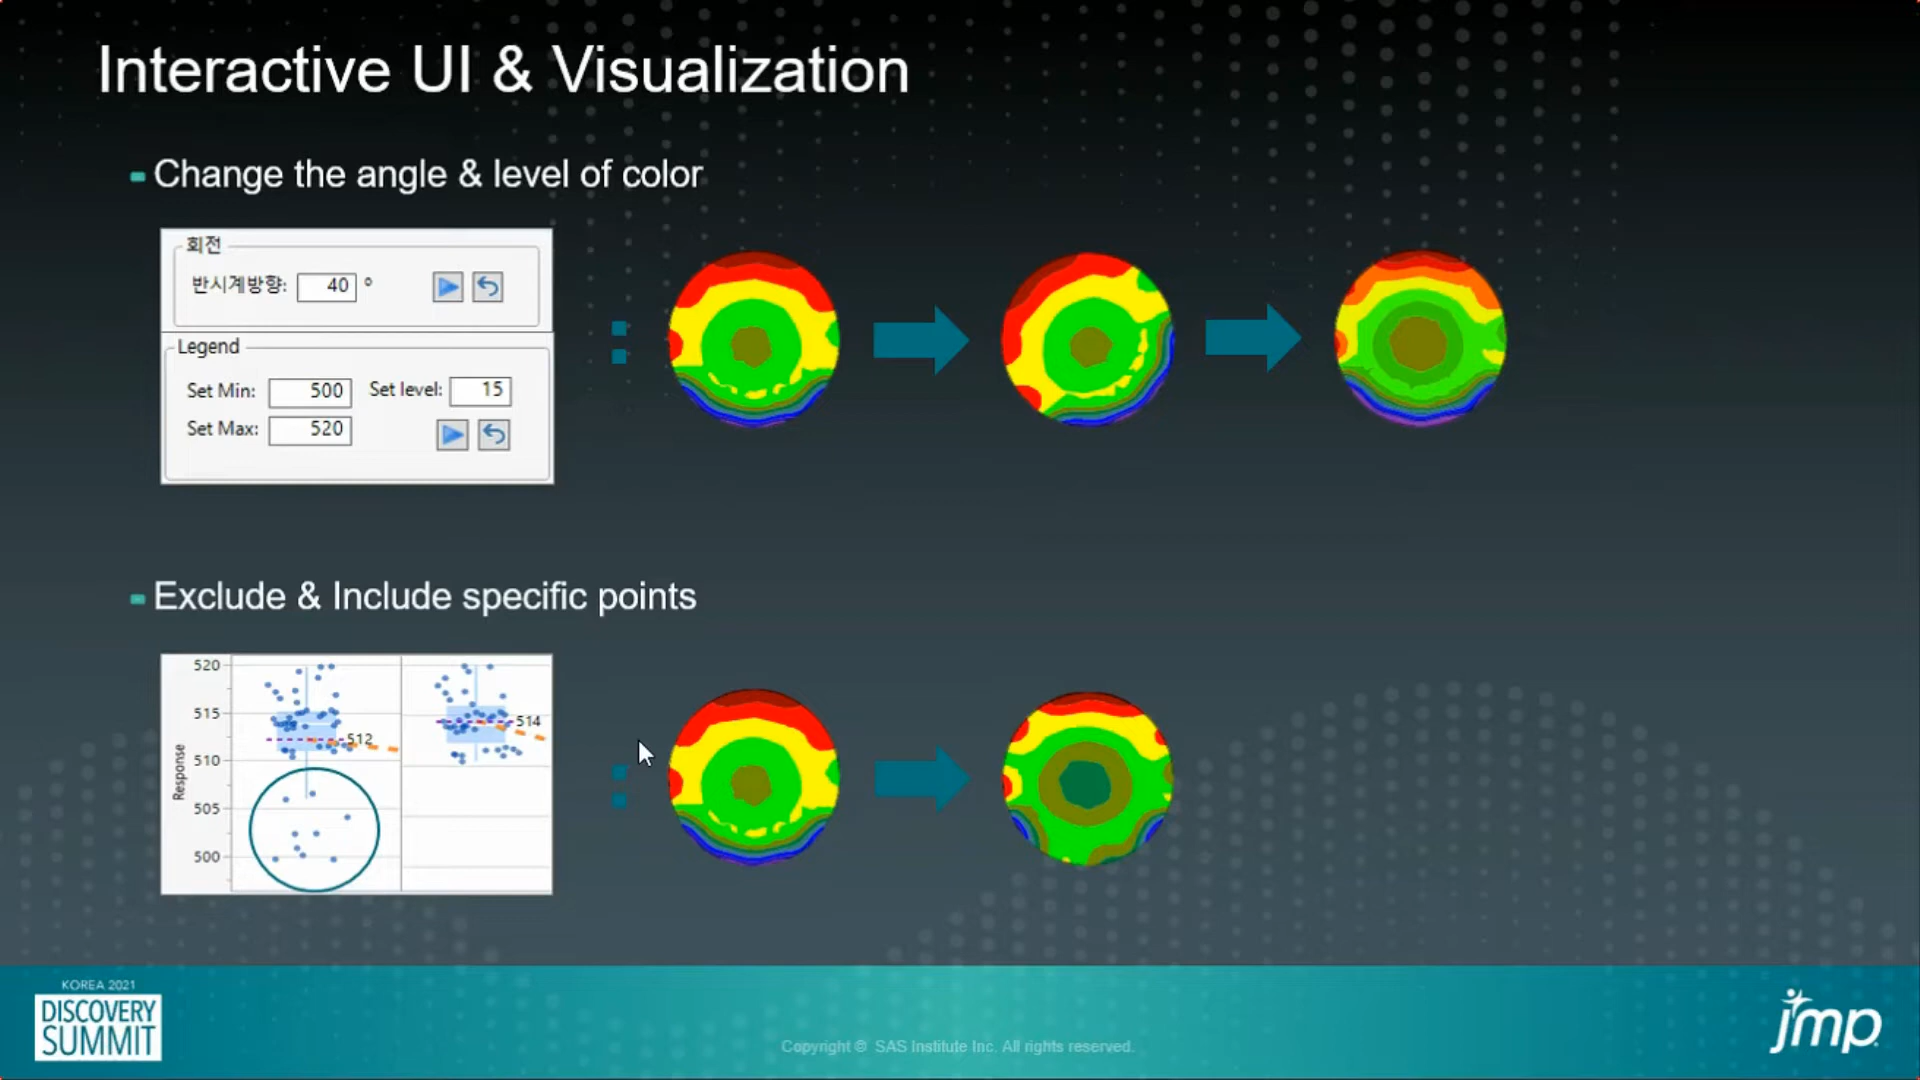 Interactive UI & Visualization
Change the angle & level of color
회전
반시계방향: 40 °
Legend
Set Min: 500 Set level: 15
Set Max: 520
Exclude & Include specific points
Response
520
515
510
505
500
512
514
KOREA 2021
DISCOVERY
SUMMIT
Copyright © SAS Institute Inc. All rights reserved.
jmp